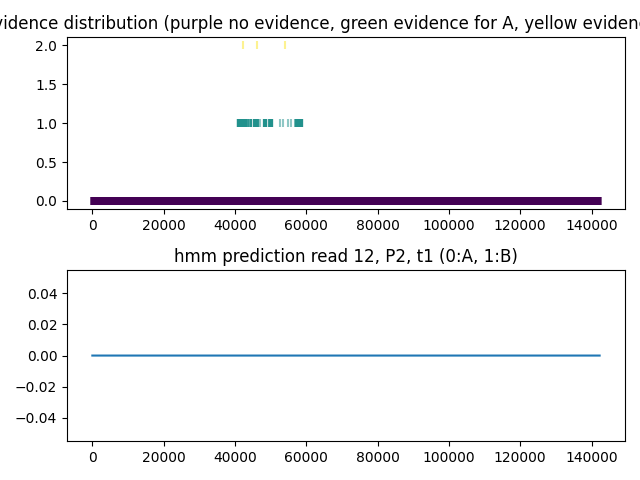 vidence distribution (purple no evidence, green evidence for A, yellow eviden
2.0
1.5
1.0
0.5
0.0
0 20000 40000 60000 80000 100000 120000 140000
hmm prediction read 12, P2, t1 (0:A, 1:B)
0.04
0.02
0.00
−0.02
−0.04
0 20000 40000 60000 80000 100000 120000 140000